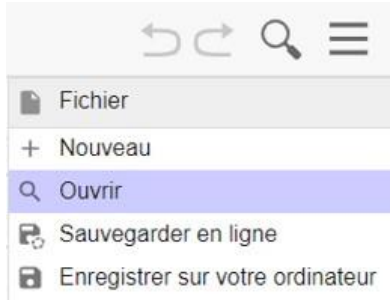 Fichier
Nouveau
Ouvrir
Sauvegarder en ligne
Enregistrer sur votre ordinateur